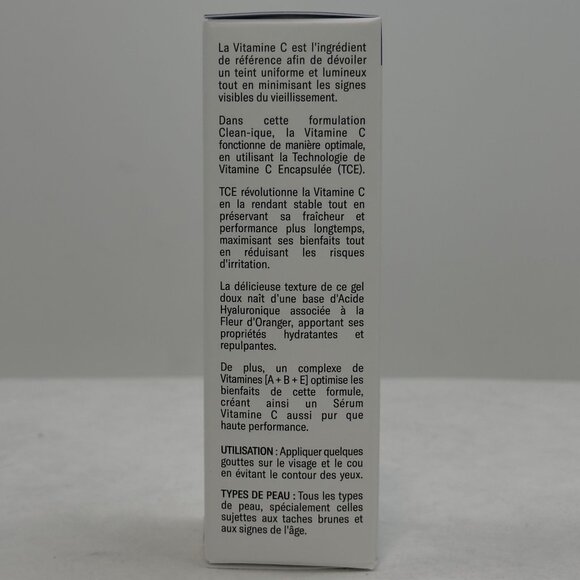 La Vitamine C est l'ingrédient
de référence afin de dévoiler
un teint uniforme et lumineux
tout en minimisant les signes
visibles du vieillissement.
Dans cette formulation
Clean-ique, la Vitamine C
fonctionne de manière optimale,
en utilisant la Technologie de
Vitamine C Encapsulée (TCE).
TCE révolutionne la Vitamine C
en la rendant stable tout en
préservant sa fraîcheur et
performance plus longtemps,
maximisant ses bienfaits tout
en réduisant les risques
d'irritation.
La délicieuse texture de ce gel
doux naît d'une base d'Acide
Hyaluronique associée à la
Fleur d'Oranger, apportant ses
propriétés hydratantes et
repulpantes.
De plus, un complexe de
Vitamines [A + B + E] optimise les
bienfaits de cette formule,
créant ainsi un Sérum
Vitamine C aussi pur que
haute performance.
UTILISATION : Appliquer quelques
gouttes sur le visage et le cou
en évitant le contour des yeux.
TYPES DE PEAU : Tous les types
de peau, spécialement celles
sujettes aux taches brunes et
aux signes de l'âge.